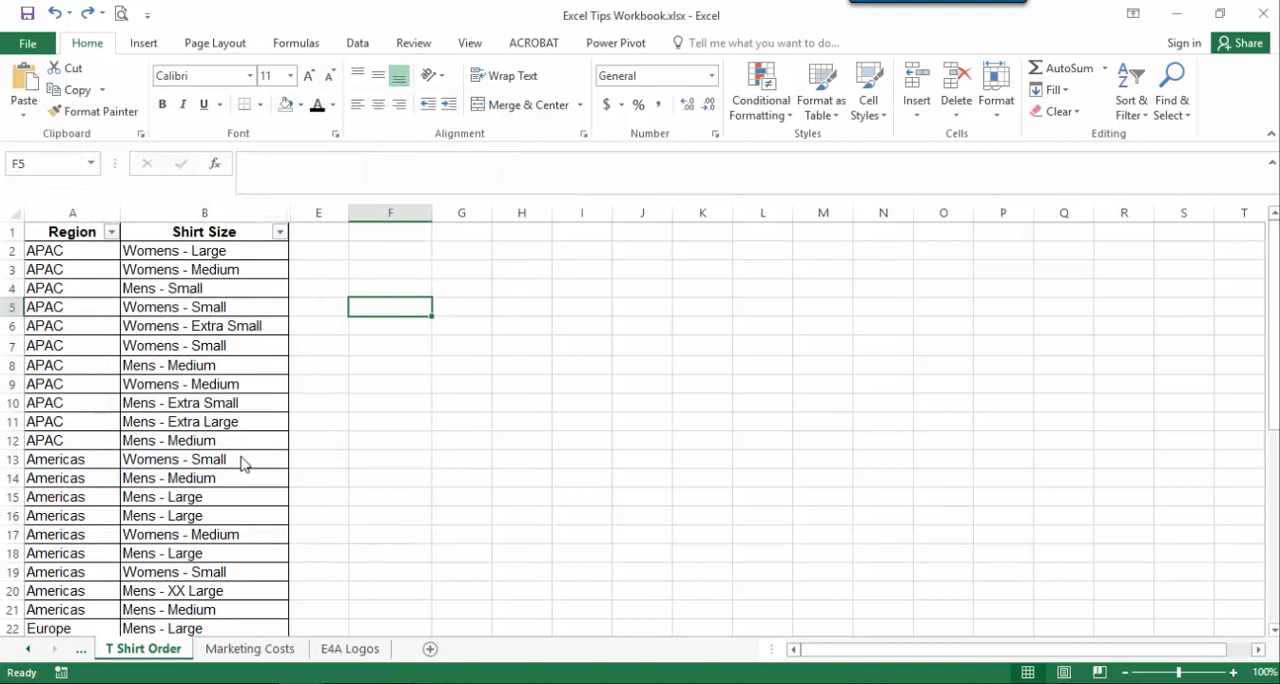 Excel Tips Workbook.xlsx - Excel
File Home Insert Page Layout Formulas Data Review View ACROBAT Power Pivot Tell me what you want to do... Sign in Share
Paste
Cut
Copy
Format Painter
Clipboard
Calibri 11
B I U A
Font
Wrap Text
Merge & Center
Alignment
General
$ % ,
Number
Conditional Formatting
Format as Table
Cell Styles
Styles
Insert Delete Format
Cells
AutoSum
Fill
Clear
Sort & Filter
Find & Select
Editing
F5 fx
A B E F G H I J K L M N O P Q R S T
1 Region Shirt Size
2 APAC Womens - Large
3 APAC Womens - Medium
4 APAC Mens - Small
5 APAC Womens - Small
6 APAC Womens - Extra Small
7 APAC Womens - Small
8 APAC Mens - Medium
9 APAC Womens - Medium
10 APAC Mens - Extra Small
11 APAC Mens - Extra Large
12 APAC Mens - Medium
13 Americas Womens - Small
14 Americas Mens - Medium
15 Americas Mens - Large
16 Americas Mens - Large
17 Americas Womens - Medium
18 Americas Mens - Large
19 Americas Womens - Small
20 Americas Mens - XX Large
21 Americas Mens - Medium
22 Europe Mens - Large
... T Shirt Order Marketing Costs E4A Logos
Ready 100%